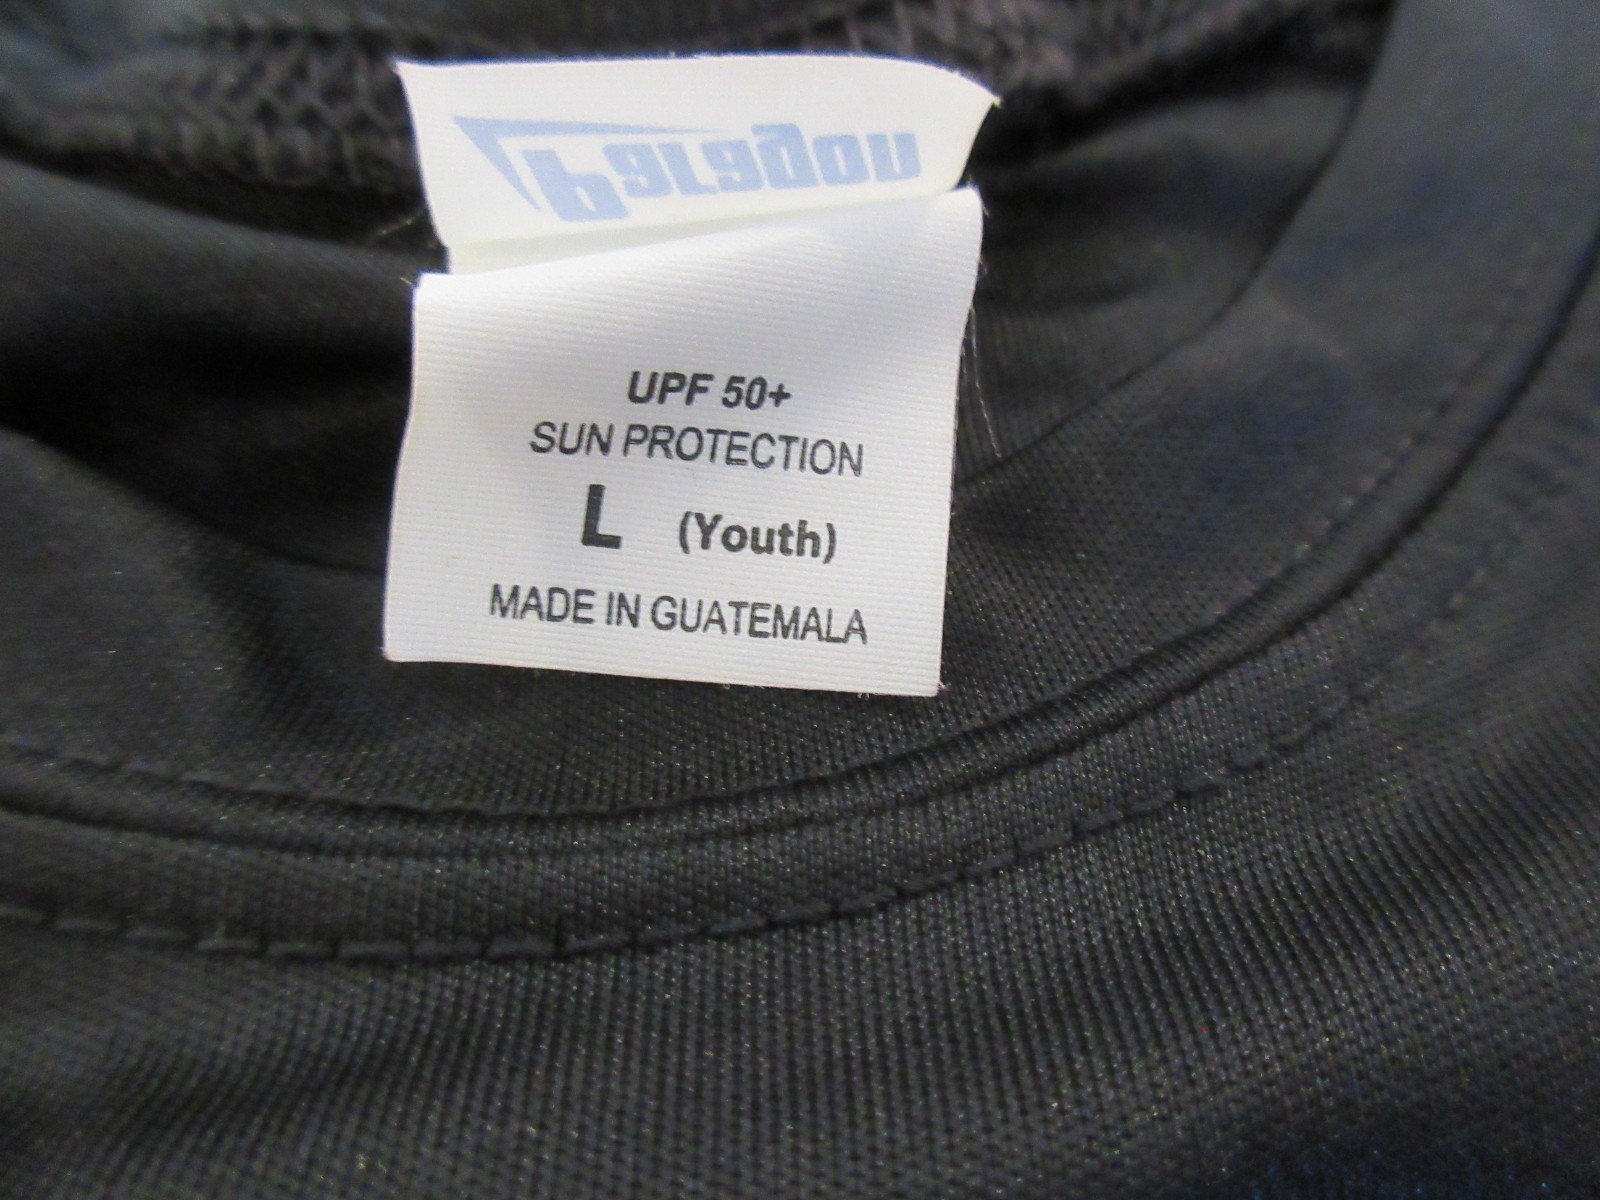 Paragon
UPF 50+
SUN PROTECTION
L (Youth)
MADE IN GUATEMALA